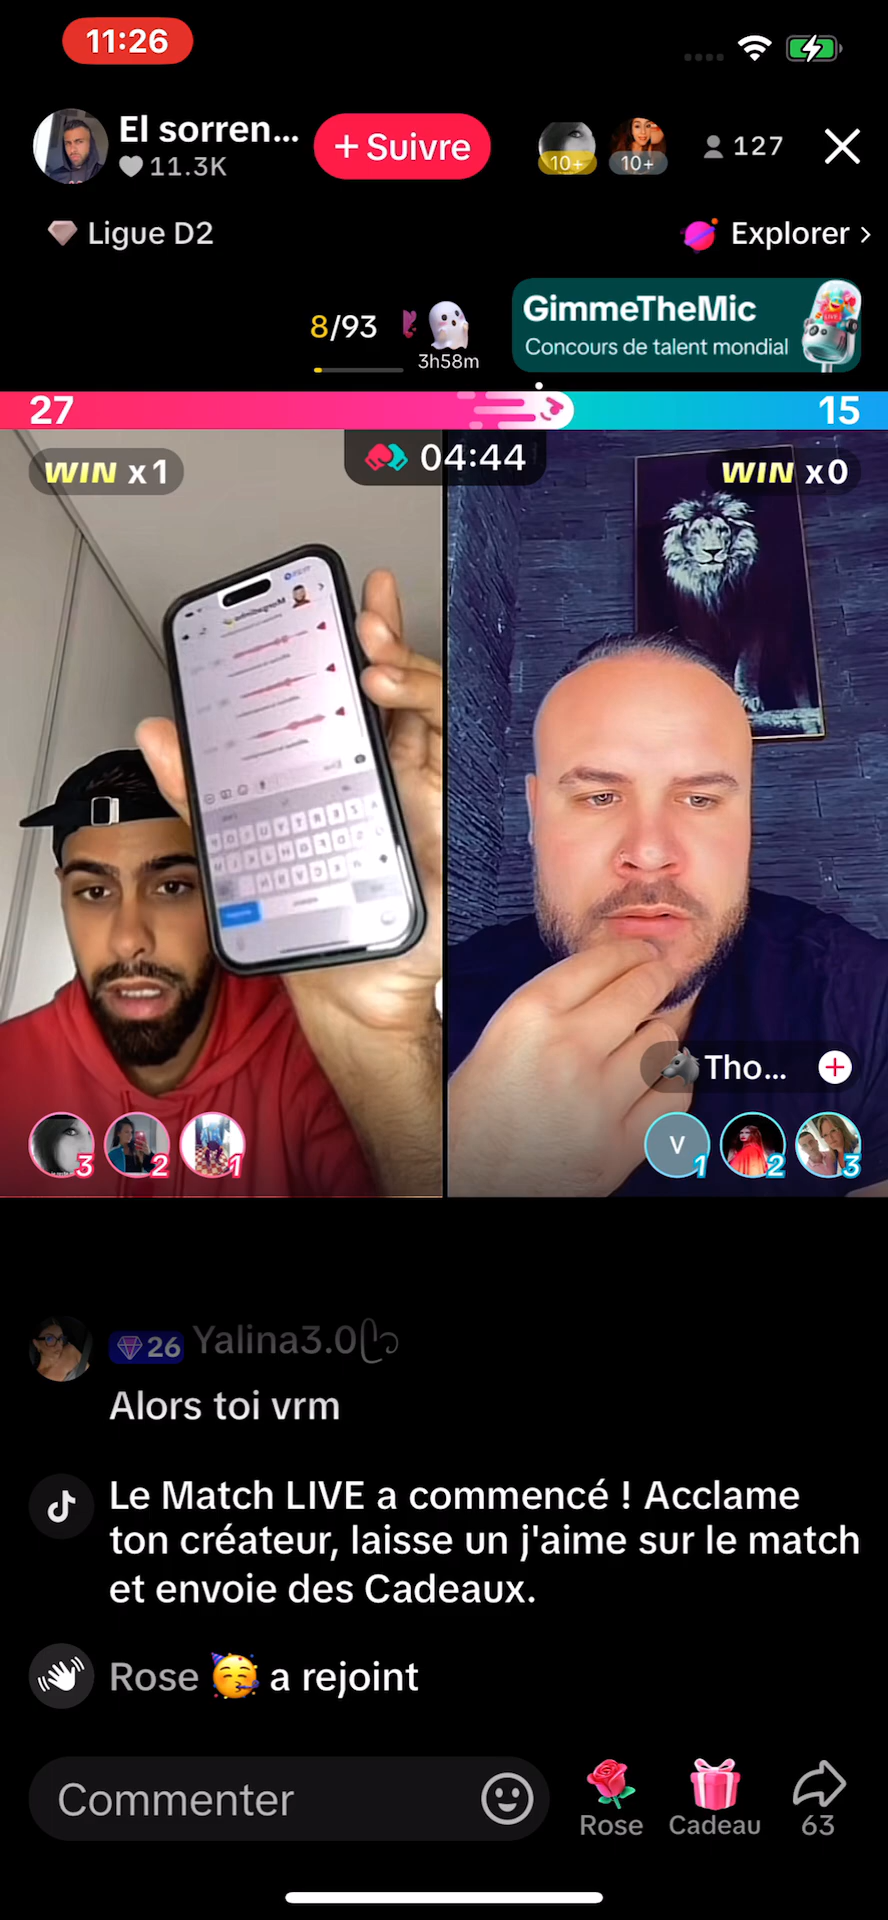 11:26
El sorren...
11.3K
+ Suivre
10+
10+
127
Ligue D2
Explorer >
8/93
3h58m
GimmeTheMic
Concours de talent mondial
LIVE
27
15
WIN x1
04:44
WIN x0
Tho...
3
2
1
V
1
2
3
26 Yalina3.0
Alors toi vrm
Le Match LIVE a commencé ! Acclame
ton créateur, laisse un j'aime sur le match
et envoie des Cadeaux.
Rose 🥳 a rejoint
Commenter
Rose
Cadeau
63